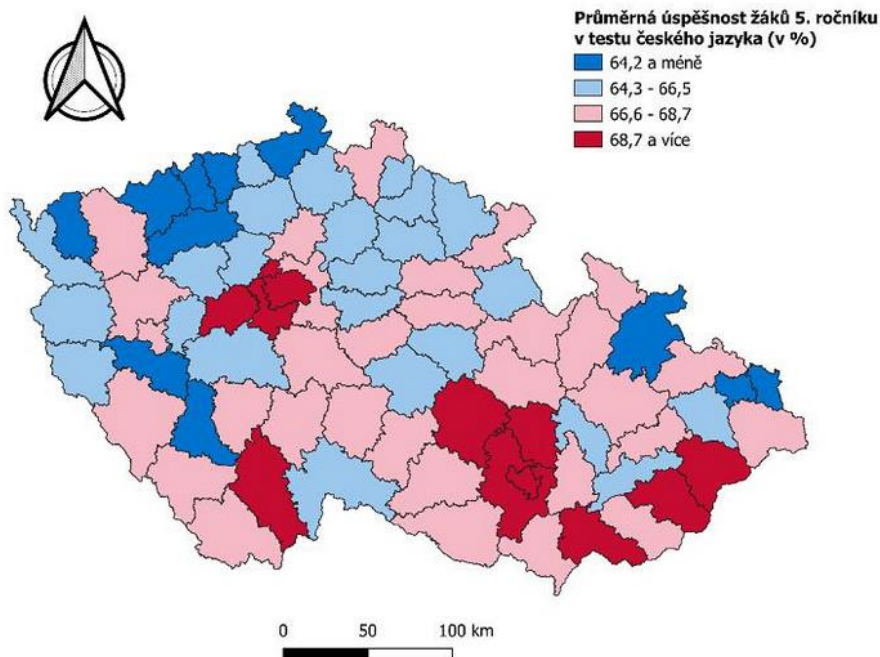 Průměrná úspěšnost žáků 5. ročníku
v testu českého jazyka (v %)
64,2 a méně
64,3 - 66,5
66,6 - 68,7
68,7 a více
0 50 100 km